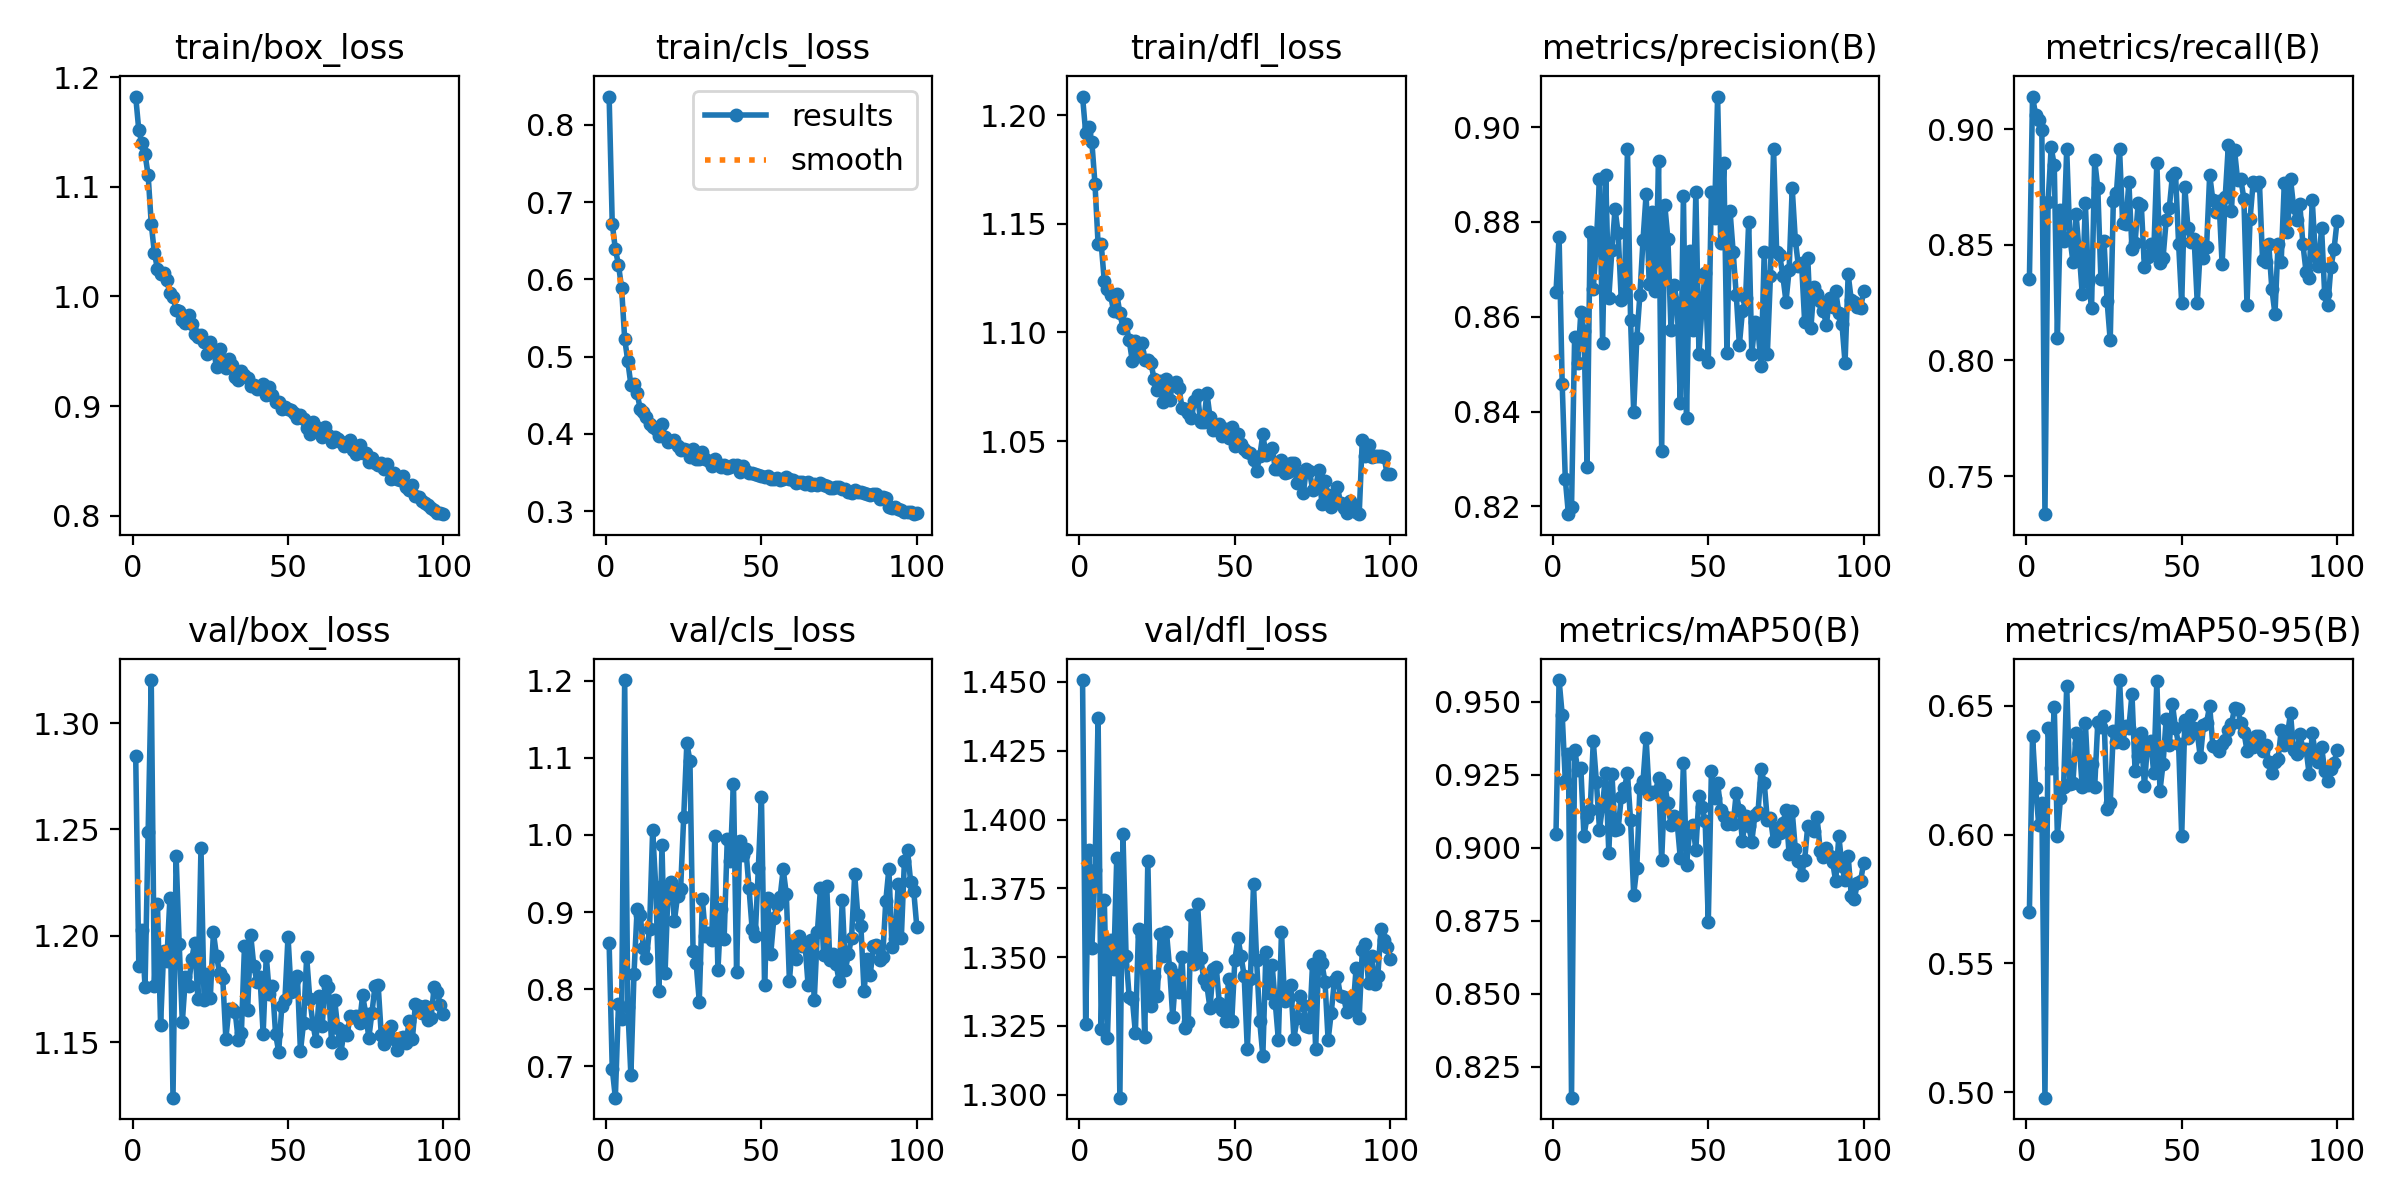 train/box_loss
train/cls_loss
train/dfl_loss
metrics/precision(B)
metrics/recall(B)
1.2
1.1
1.0
0.9
0.8
0 50 100
results
smooth
0.8
0.7
0.6
0.5
0.4
0.3
0 50 100
1.20
1.15
1.10
1.05
0 50 100
0.90
0.88
0.86
0.84
0.82
0 50 100
0.90
0.85
0.80
0.75
0 50 100
val/box_loss
val/cls_loss
val/dfl_loss
metrics/mAP50(B)
metrics/mAP50-95(B)
1.30
1.25
1.20
1.15
0 50 100
1.2
1.1
1.0
0.9
0.8
0.7
0 50 100
1.450
1.425
1.400
1.375
1.350
1.325
1.300
0 50 100
0.950
0.925
0.900
0.875
0.850
0.825
0 50 100
0.65
0.60
0.55
0.50
0 50 100